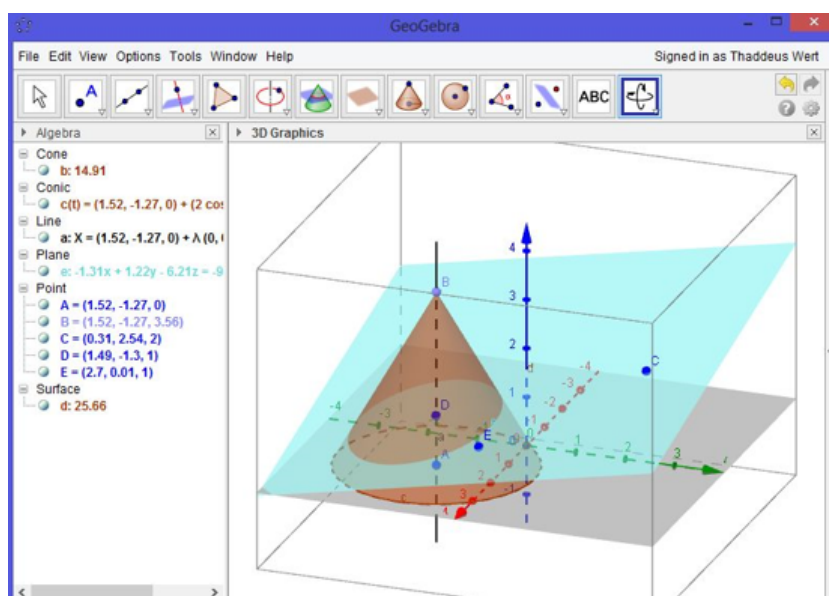 GeoGebra
File Edit View Options Tools Window Help
Signed in as Thaddeus Wert
ABC
Algebra
3D Graphics
Cone
b: 14.91
Conic
c(t) = (1.52, -1.27, 0) + (2 cos
Line
a: X = (1.52, -1.27, 0) + λ (0, 
Plane
e: -1.31x + 1.22y - 6.21z = -9
Point
A = (1.52, -1.27, 0)
B = (1.52, -1.27, 3.56)
C = (0.31, 2.54, 2)
D = (1.49, -1.3, 1)
E = (2.7, 0.01, 1)
Surface
d: 25.66
4
B
3
2
C
-4
-3
-2
1
-4
-3
D
E
0
1
2
3
A
1
2
3
-1
c